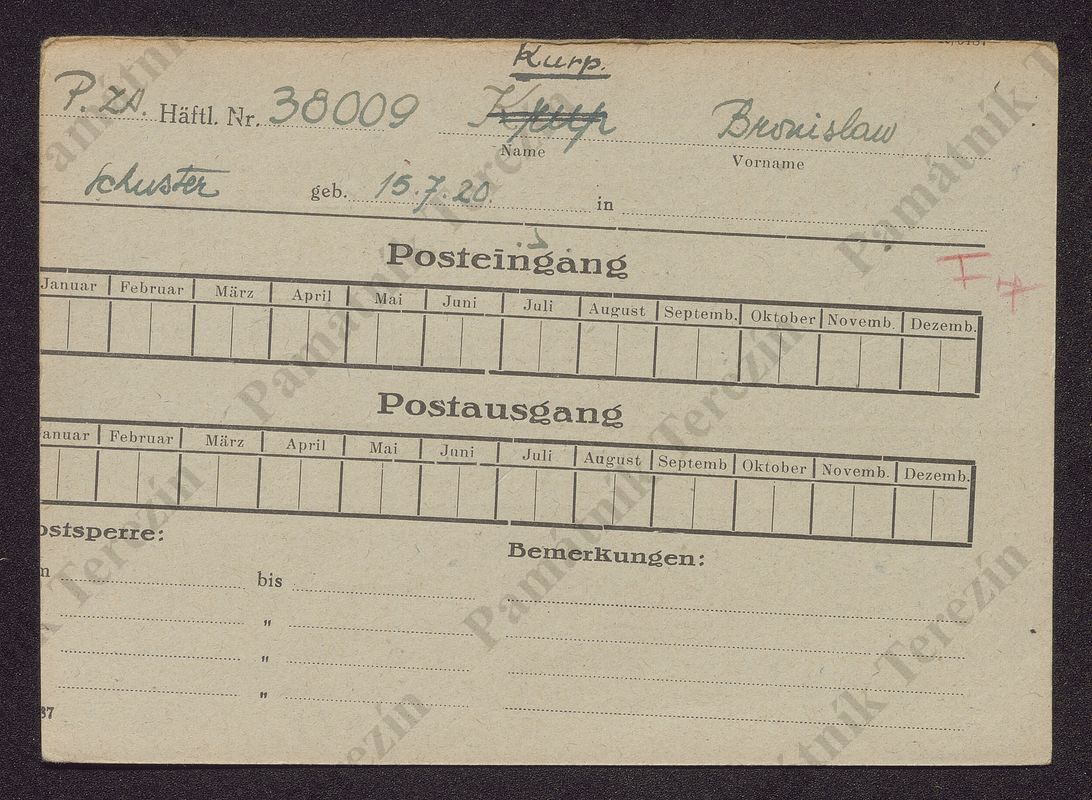 Kurp.
P. ZA. Häftl. Nr. 38009 Bronislaw
Name Vorname
Schuster geb. 15.7.20. in
Posteingang
Januar Februar März April Mai Juni Juli August Septemb. Oktober Novemb. Dezemb.
Postausgang
anuar Februar März April Mai Juni Juli August Septemb Oktober Novemb. Dezemb.
ostsperre: Bemerkungen:
n bis
"
"
"
87
Památník Terezín